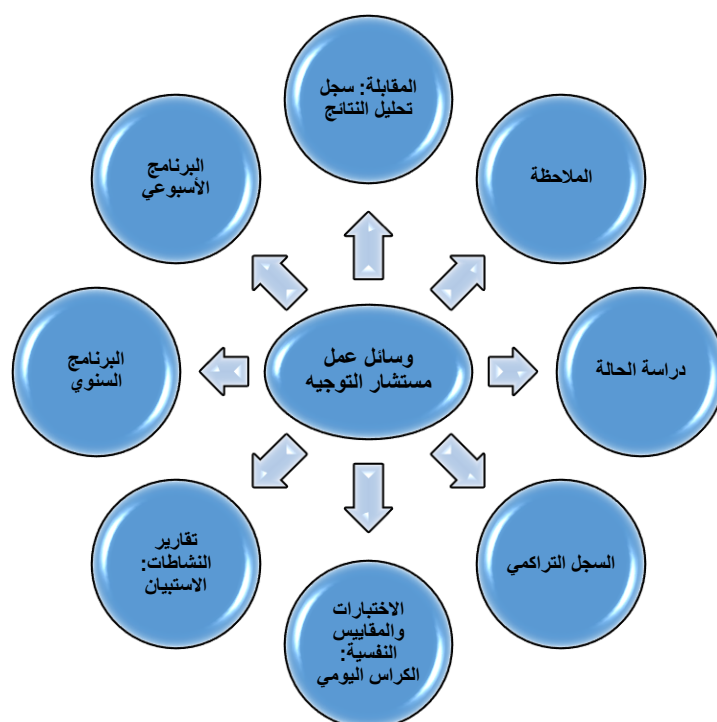 المقابلة: سجل
تحليل النتائج
الملاحظة
البرنامج
الأسبوعي
وسائل عمل
مستشار التوجيه
دراسة الحالة
البرنامج
السنوي
السجل التراكمي
تقارير
النشاطات:
الاستبيان
الاختبارات
والمقاييس
النفسية:
الكراس اليومي